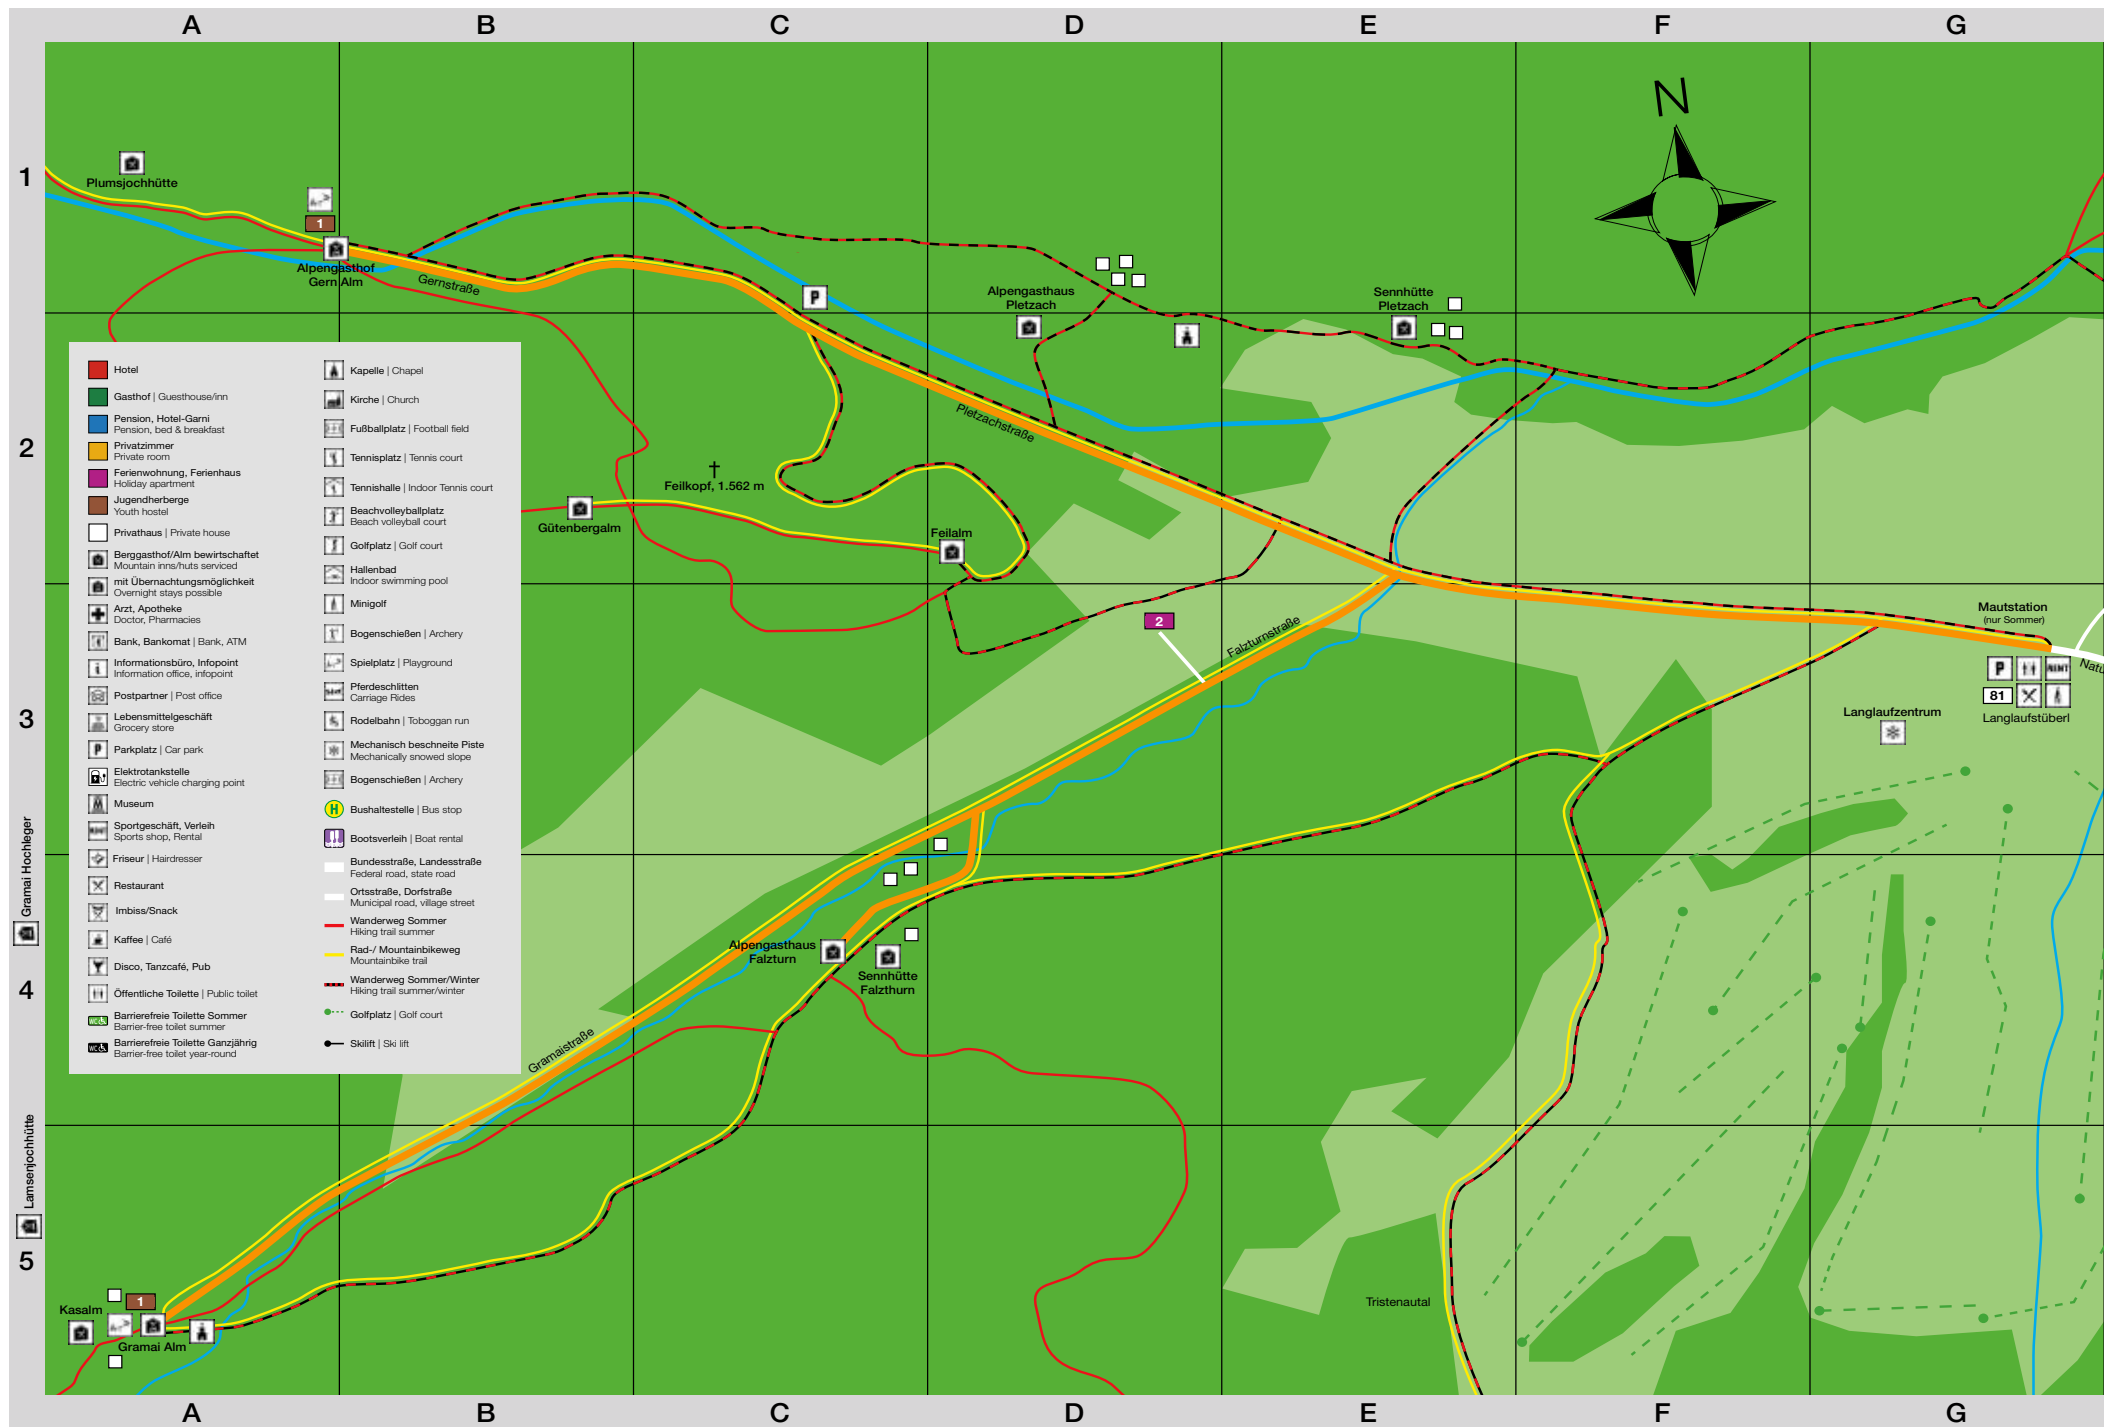 A B C D E F G
N
1
Plumsjochhütte
1
Alpengasthof
Gern Alm
Gernstraße
P
Alpengasthaus
Pletzach
Sennhütte
Pletzach
2
Pletzachstraße
Feilkopf, 1.562 m
Gütenbergalm
Feilalm
3
2
Falzturnstraße
Mautstation
(nur Sommer)
Natu
P
RENT
81
Langlaufstüberl
Langlaufzentrum
Gramai Hochleger
4
Alpengasthaus
Falzturn
Sennhütte
Falzthurn
Gramaistraße
Lamsenjochhütte
5
Kasalm
1
Gramai Alm
Tristenautal
Hotel
Gasthof | Guesthouse/inn
Pension, Hotel-Garni
Pension, bed & breakfast
Privatzimmer
Private room
Ferienwohnung, Ferienhaus
Holiday apartment
Jugendherberge
Youth hostel
Privathaus | Private house
Berggasthof/Alm bewirtschaftet
Mountain inns/huts serviced
mit Übernachtungsmöglichkeit
Overnight stays possible
Arzt, Apotheke
Doctor, Pharmacies
Bank, Bankomat | Bank, ATM
Informationsbüro, Infopoint
Information office, infopoint
Postpartner | Post office
Lebensmittelgeschäft
Grocery store
P
Parkplatz | Car park
Elektrotankstelle
Electric vehicle charging point
Museum
Sportgeschäft, Verleih
Sports shop, Rental
Friseur | Hairdresser
Restaurant
Imbiss/Snack
Kaffee | Café
Disco, Tanzcafé, Pub
Öffentliche Toilette | Public toilet
WC
Barrierefreie Toilette Sommer
Barrier-free toilet summer
WC
Barrierefreie Toilette Ganzjährig
Barrier-free toilet year-round
Kapelle | Chapel
Kirche | Church
Fußballplatz | Football field
Tennisplatz | Tennis court
Tennishalle | Indoor Tennis court
Beachvolleyballplatz
Beach volleyball court
Golfplatz | Golf court
Hallenbad
Indoor swimming pool
Minigolf
Bogenschießen | Archery
Spielplatz | Playground
Pferdeschlitten
Carriage Rides
Rodelbahn | Toboggan run
Mechanisch beschneite Piste
Mechanically snowed slope
Bogenschießen | Archery
H
Bushaltestelle | Bus stop
Bootsverleih | Boat rental
Bundesstraße, Landesstraße
Federal road, state road
Ortsstraße, Dorfstraße
Municipal road, village street
Wanderweg Sommer
Hiking trail summer
Rad-/ Mountainbikeweg
Mountainbike trail
Wanderweg Sommer/Winter
Hiking trail summer/winter
Golfplatz | Golf court
Skilift | Ski lift
A B C D E F G